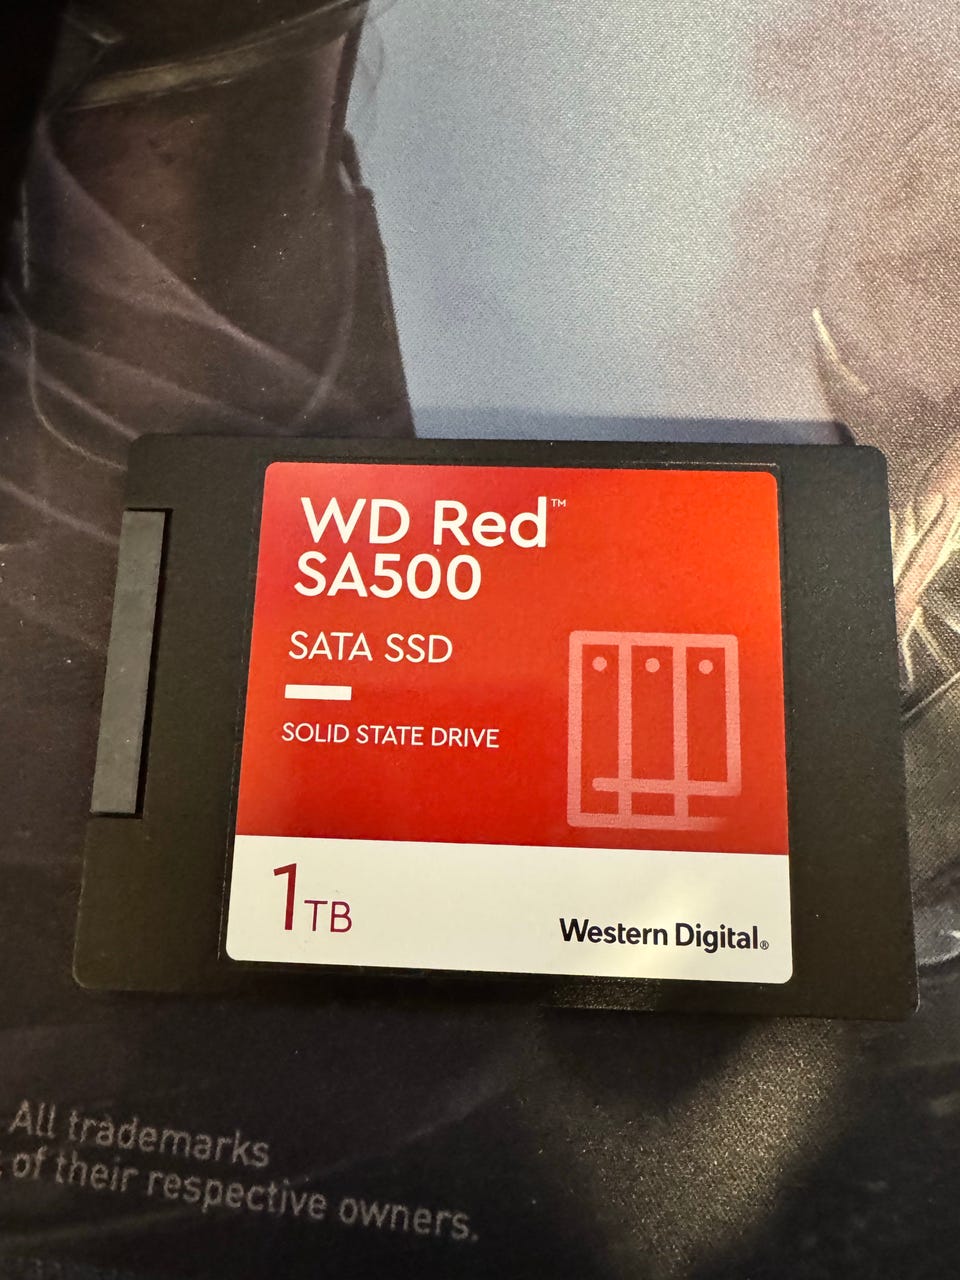 WD Red™
SA500
SATA SSD
SOLID STATE DRIVE
1TB
Western Digital®
All trademarks
of their respective owners.